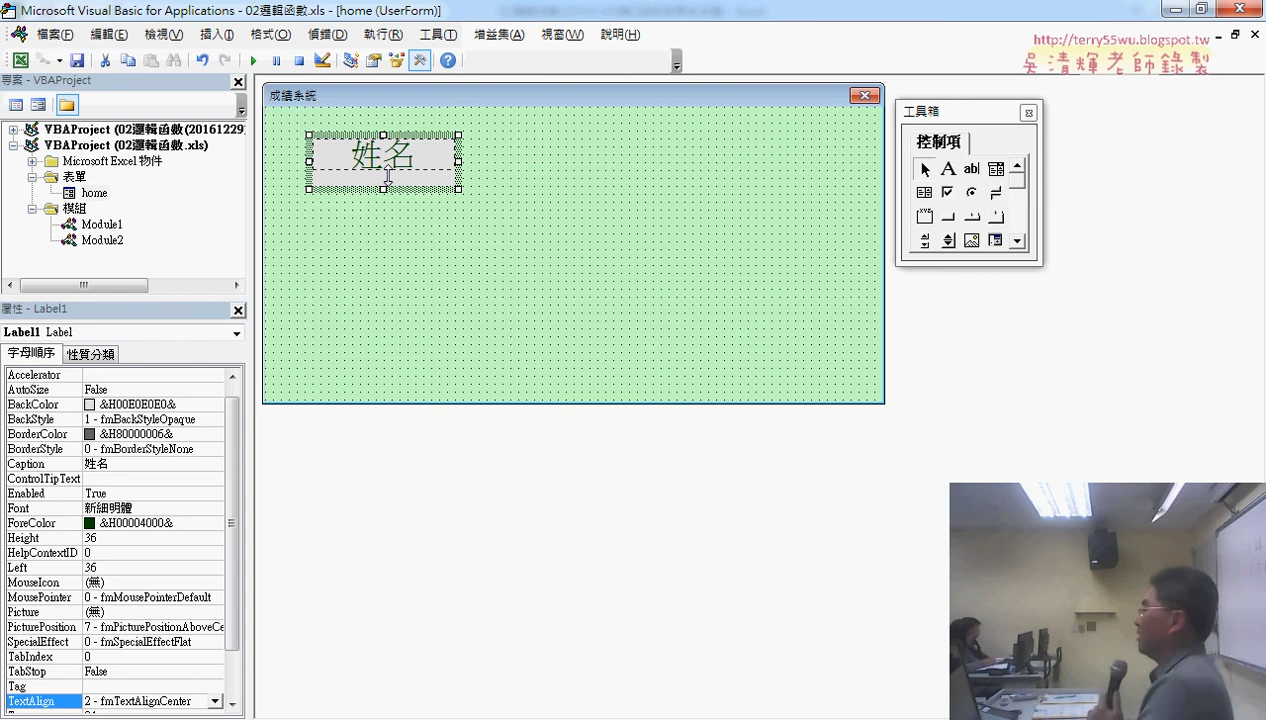 Microsoft Visual Basic for Applications - 02邏輯函數.xls - [home (UserForm)]
檔案(F) 編輯(E) 檢視(V) 插入(I) 格式(O) 偵錯(D) 執行(R) 工具(T) 增益集(A) 視窗(W) 說明(H)
http://terry55wu.blogspot.tw
吳清輝老師錄製
專案 - VBAProject
VBAProject (02邏輯函數(20161229
VBAProject (02邏輯函數.xls)
Microsoft Excel 物件
表單
home
模組
Module1
Module2
屬性 - Label1
Label1 Label
字母順序 性質分類
Accelerator
AutoSize False
BackColor &H00E0E0E0&
BackStyle 1 - fmBackStyleOpaque
BorderColor &H80000006&
BorderStyle 0 - fmBorderStyleNone
Caption 姓名
ControlTipText
Enabled True
Font 新細明體
ForeColor &H00004000&
Height 36
HelpContextID 0
Left 36
MouseIcon (無)
MousePointer 0 - fmMousePointerDefault
Picture (無)
PicturePosition 7 - fmPicturePositionAboveCe
SpecialEffect 0 - fmSpecialEffectFlat
TabIndex 0
TabStop False
Tag
TextAlign 2 - fmTextAlignCenter
成績系統
姓名
工具箱
控制項
A ab|
XYZ